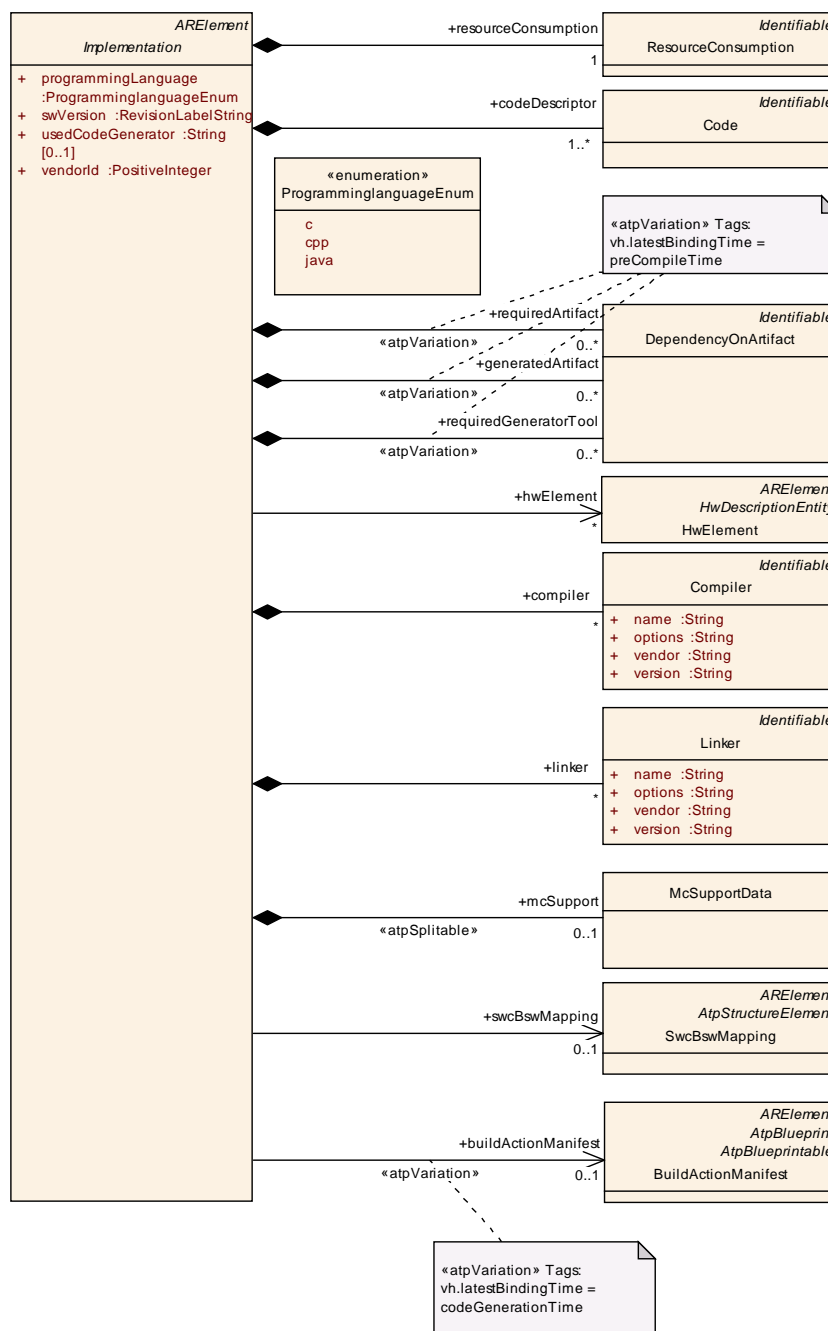 ARElement
Implementation
+ programmingLanguage
:ProgramminglanguageEnum
+ swVersion :RevisionLabelString
+ usedCodeGenerator :String
[0..1]
+ vendorId :PositiveInteger
+resourceConsumption
1
Identifiable
ResourceConsumption
+codeDescriptor
1..*
Identifiable
Code
«enumeration»
ProgramminglanguageEnum
c
cpp
java
«atpVariation» Tags:
vh.latestBindingTime =
preCompileTime
+requiredArtifact
«atpVariation»
0..*
+generatedArtifact
«atpVariation»
0..*
+requiredGeneratorTool
«atpVariation»
0..*
Identifiable
DependencyOnArtifact
+hwElement
*
ARElement
HwDescriptionEntity
HwElement
+compiler
*
Identifiable
Compiler
+ name :String
+ options :String
+ vendor :String
+ version :String
+linker
*
Identifiable
Linker
+ name :String
+ options :String
+ vendor :String
+ version :String
+mcSupport
«atpSplitable»
0..1
McSupportData
+swcBswMapping
0..1
ARElement
AtpStructureElement
SwcBswMapping
+buildActionManifest
«atpVariation»
0..1
ARElement
AtpBlueprint
AtpBlueprintable
BuildActionManifest
«atpVariation» Tags:
vh.latestBindingTime =
codeGenerationTime